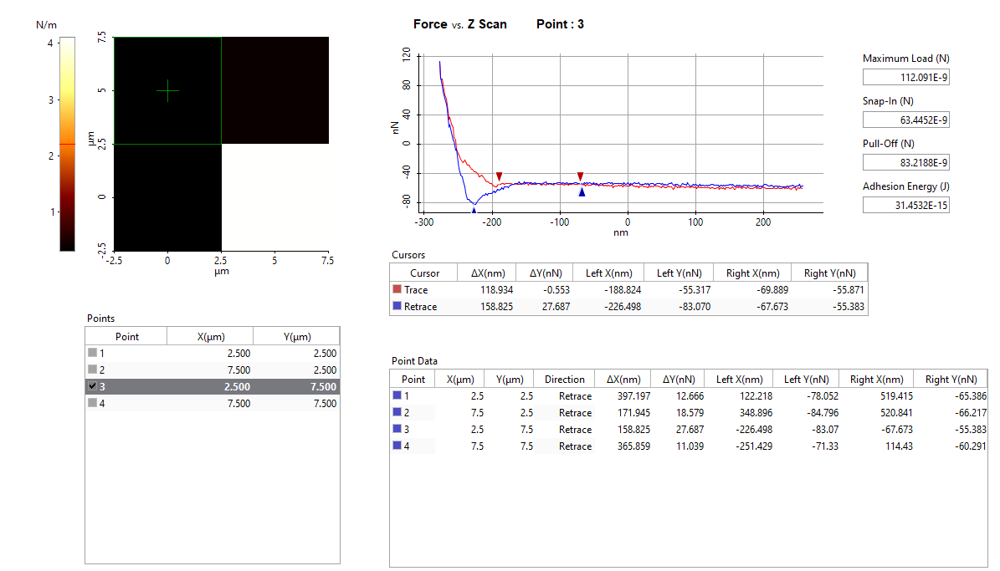 N/m
4
3
2
1
7.5
5
2.5
0
-2.5
µm
-2.5 0 2.5 5 7.5
µm
Force vs. Z Scan Point : 3
120
80
40
0
-40
-80
nN
-300 -200 -100 0 100 200
nm
Maximum Load (N)
112.091E-9
Snap-In (N)
63.4452E-9
Pull-Off (N)
83.2188E-9
Adhesion Energy (J)
31.4532E-15
Cursors
Cursor ΔX(nm) ΔY(nN) Left X(nm) Left Y(nN) Right X(nm) Right Y(nN)
Trace 118.934 -0.553 -188.824 -55.317 -69.889 -55.871
Retrace 158.825 27.687 -226.498 -83.070 -67.673 -55.383
Points
Point X(µm) Y(µm)
1 2.500 2.500
2 7.500 2.500
3 2.500 7.500
4 7.500 7.500
Point Data
Point X(µm) Y(µm) Direction ΔX(nm) ΔY(nN) Left X(nm) Left Y(nN) Right X(nm) Right Y(nN)
1 2.5 2.5 Retrace 397.197 12.666 122.218 -78.052 519.415 -65.386
2 7.5 2.5 Retrace 171.945 18.579 348.896 -84.796 520.841 -66.217
3 2.5 7.5 Retrace 158.825 27.687 -226.498 -83.07 -67.673 -55.383
4 7.5 7.5 Retrace 365.859 11.039 -251.429 -71.33 114.43 -60.291